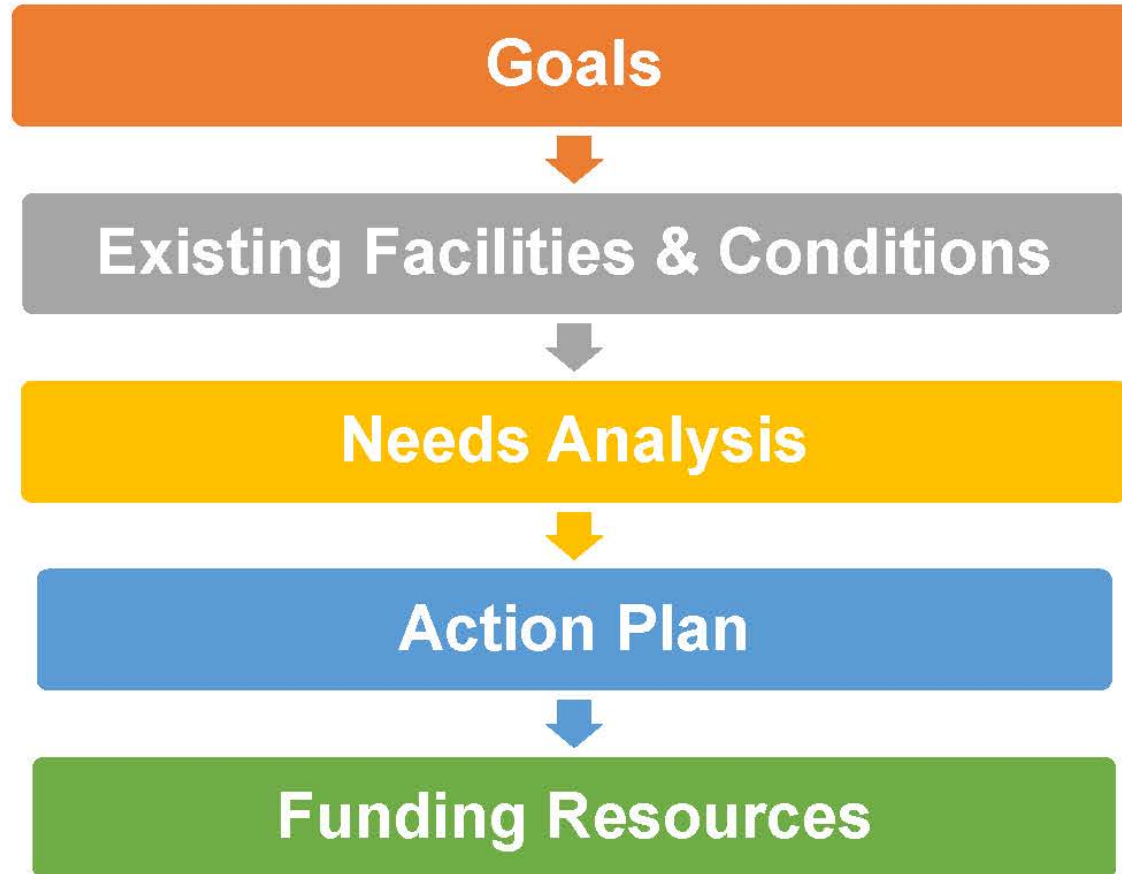 Goals
Existing Facilities & Conditions
Needs Analysis
Action Plan
Funding Resources